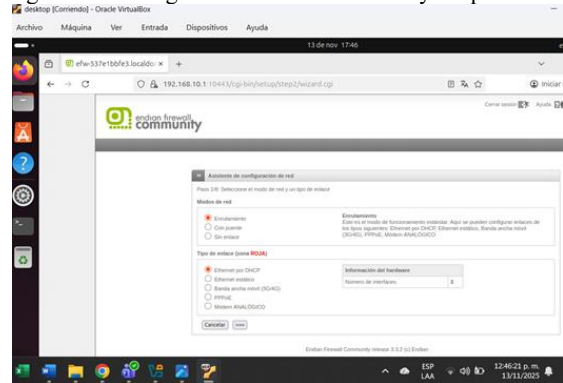 desktop [Corriendo] - Oracle VirtualBox
Archivo Máquina Ver Entrada Dispositivos Ayuda
13 de nov 17:46
efw-537e1bbfe3.localdo
192.168.10.1:10443/cgi-bin/setup/step2/wizard.cgi
Iniciar
Cerrar sesión Ayuda
endian firewall
community
Asistente de configuración de red
Paso 1/8: Seleccione el modo de red y un tipo de enlace
Modos de red
Enrutamiento
Con puente
Sin enlace
Enrutamiento
Este es el modo de funcionamiento estándar. Aquí se pueden configurar enlaces de
los tipos siguientes: Ethernet por DHCP, Ethernet estático, Banda ancha móvil
(3G/4G), PPPoE, Módem ANALÓGICO
Tipo de enlace (zona ROJA)
Ethernet por DHCP
Ethernet estático
Banda ancha móvil (3G/4G)
PPPoE
Módem ANALÓGICO
Información del hardware
Número de interfaces:
Cancelar >>>
Endian Firewall Community release 3.3.2 (c) Endian
ESP
LAA
12:46:21 p. m.
13/11/2025